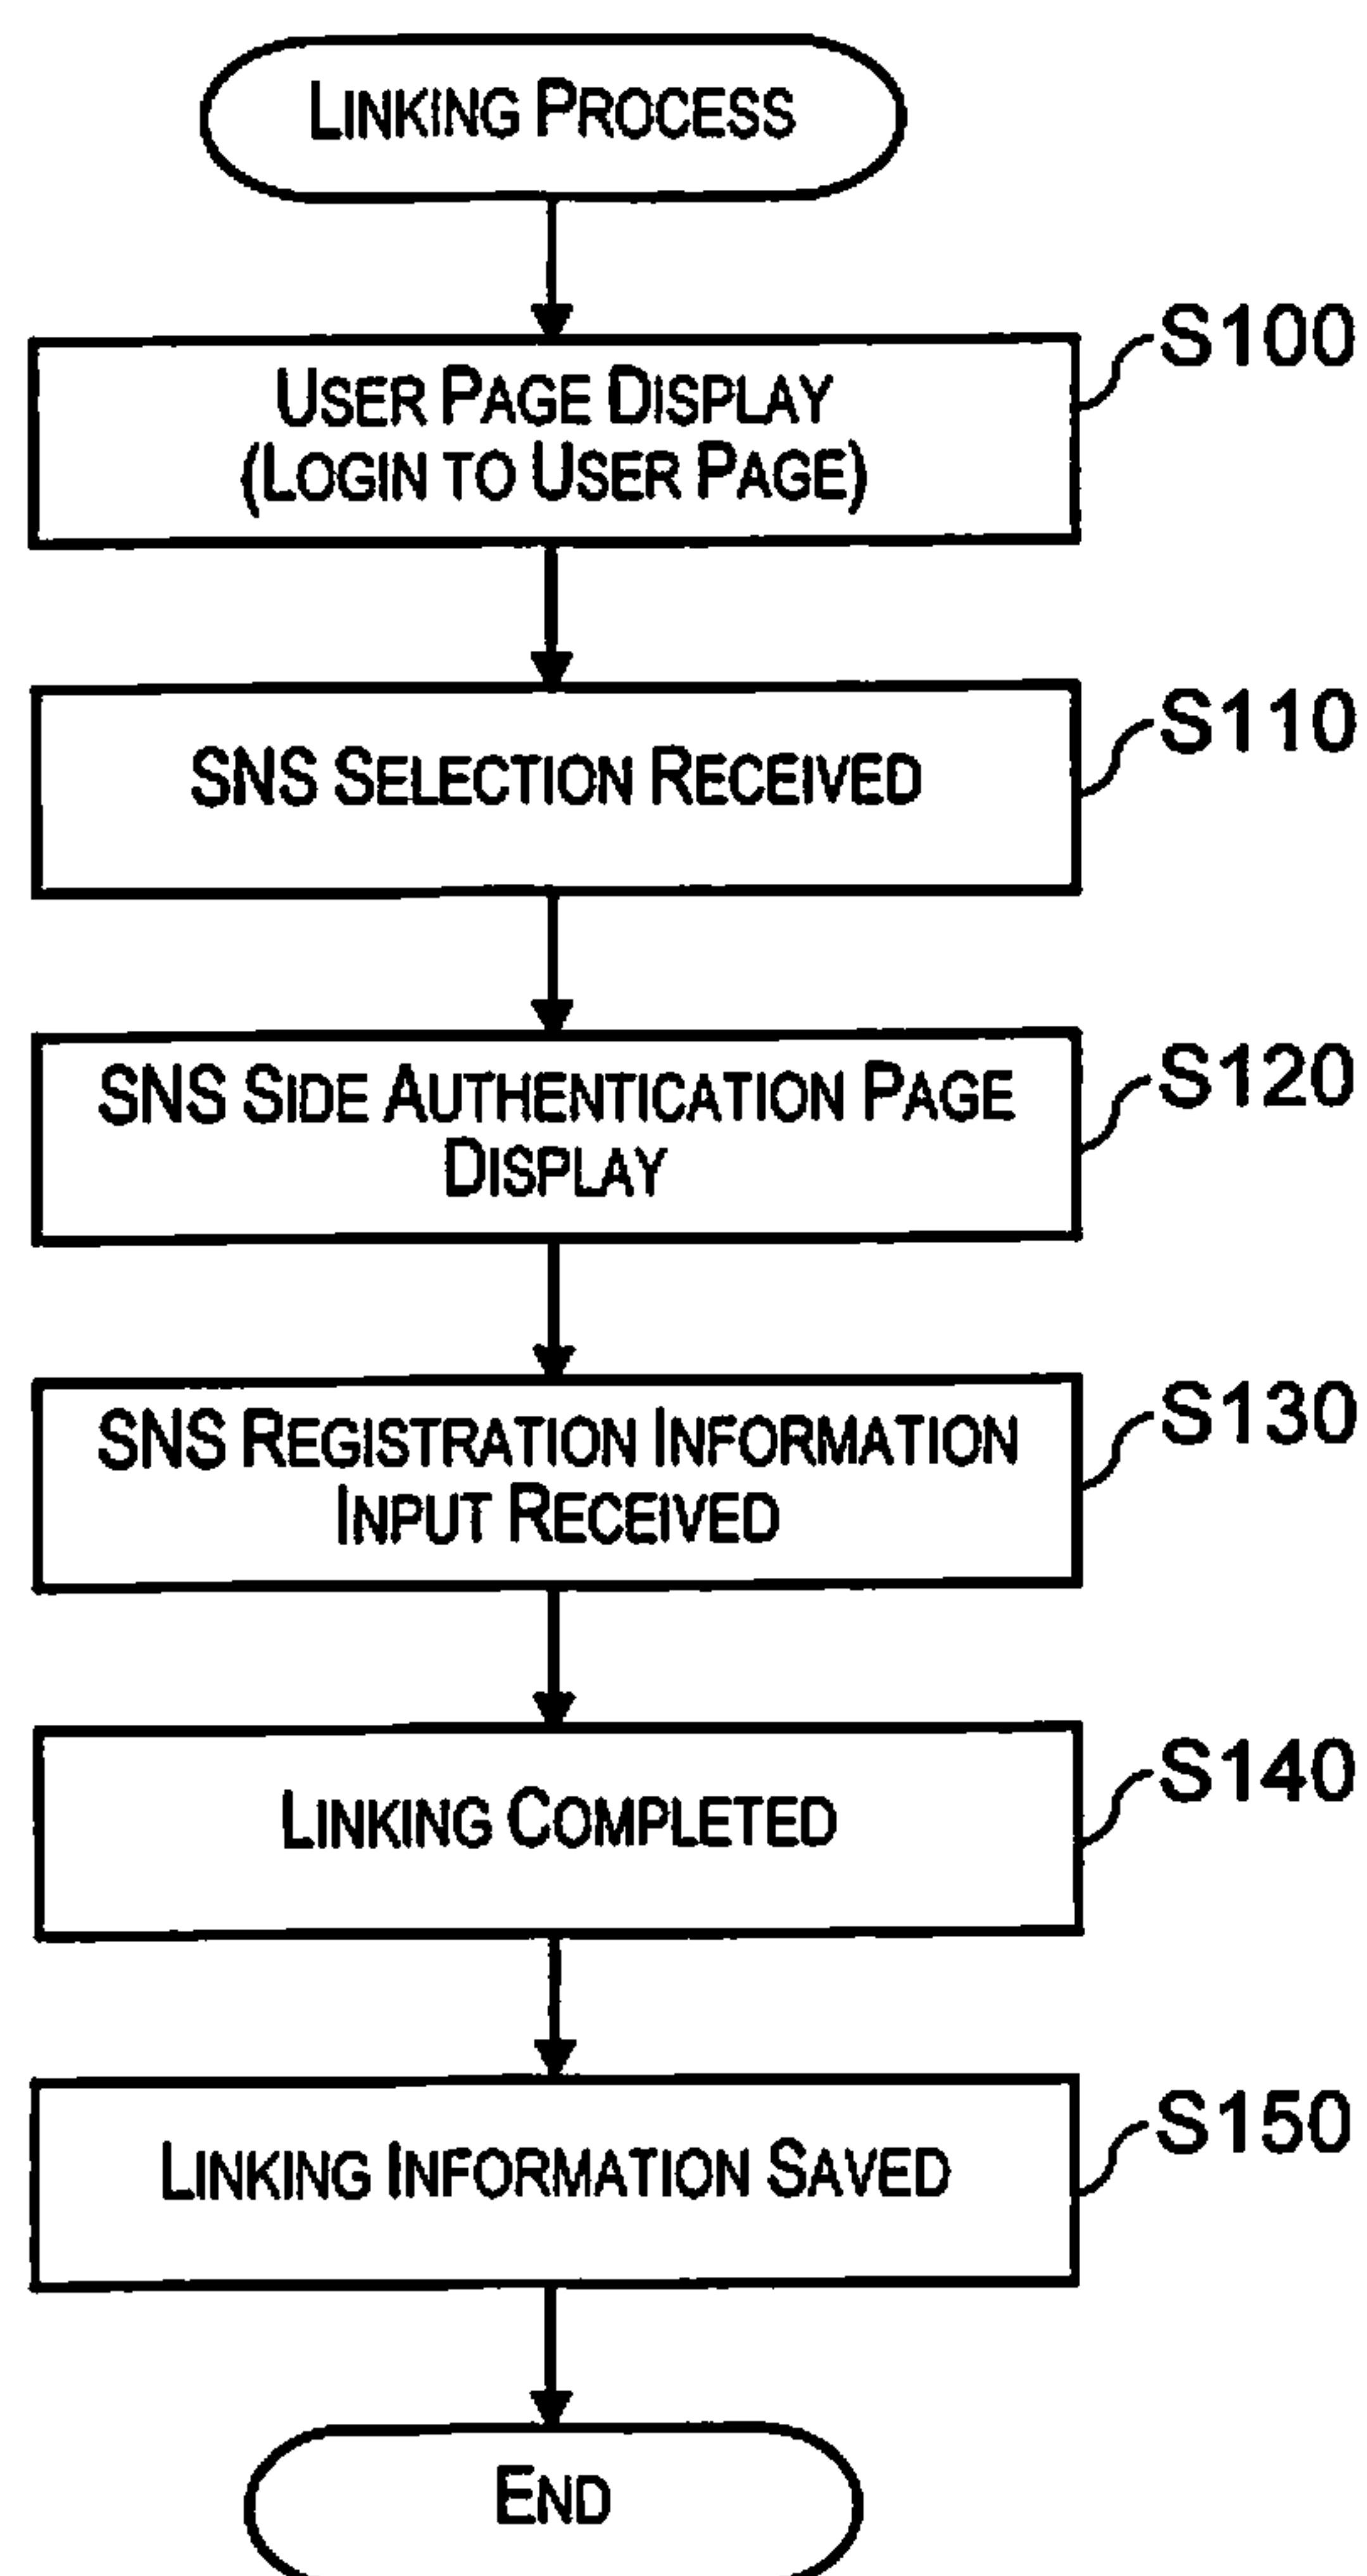 LINKING PROCESS
S100
USER PAGE DISPLAY
(LOGIN TO USER PAGE)
S110
SNS SELECTION RECEIVED
S120
SNS SIDE AUTHENTICATION PAGE
DISPLAY
S130
SNS REGISTRATION INFORMATION
INPUT RECEIVED
S140
LINKING COMPLETED
S150
LINKING INFORMATION SAVED
END